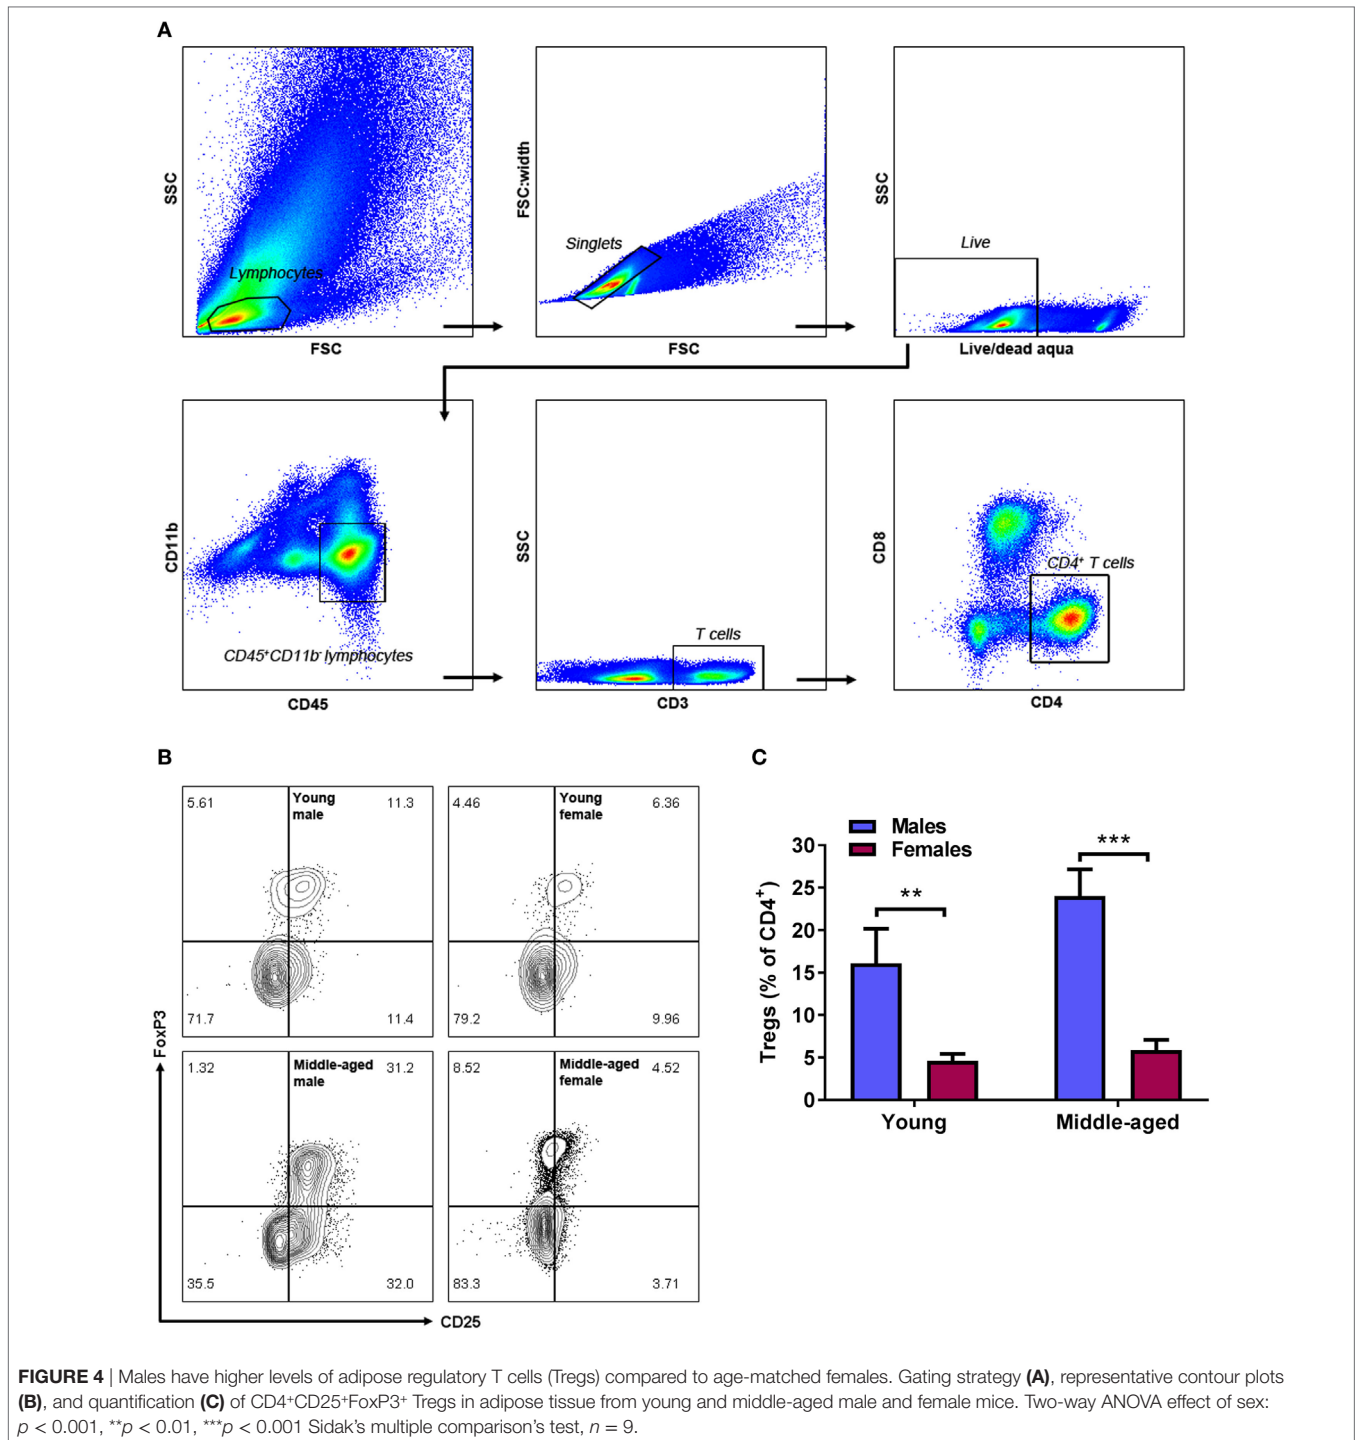 A
SSC
Lymphocytes
FSC
FSC:width
Singlets
FSC
SSC
Live
Live/dead aqua
CD11b
CD45⁺CD11b⁻ lymphocytes
CD45
SSC
T cells
CD3
CD8
CD4⁺ T cells
CD4
B
5.61 Young male 11.3
71.7 11.4
4.46 Young female 6.36
79.2 9.96
1.32 Middle-aged male 31.2
35.5 32.0
8.52 Middle-aged female 4.52
83.3 3.71
FoxP3
CD25
C
Males
Females
Tregs (% of CD4⁺)
30
25
20
15
10
5
0
**
***
Young
Middle-aged
FIGURE 4 | Males have higher levels of adipose regulatory T cells (Tregs) compared to age-matched females. Gating strategy (A), representative contour plots
(B), and quantification (C) of CD4⁺CD25⁺FoxP3⁺ Tregs in adipose tissue from young and middle-aged male and female mice. Two-way ANOVA effect of sex:
p < 0.001, **p < 0.01, ***p < 0.001 Sidak's multiple comparison's test, n = 9.